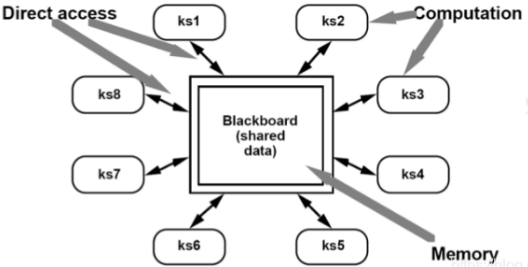 Direct access
ks1
ks2
Computation
ks8
ks3
Blackboard
(shared
data)
ks7
ks4
ks6
ks5
Memory